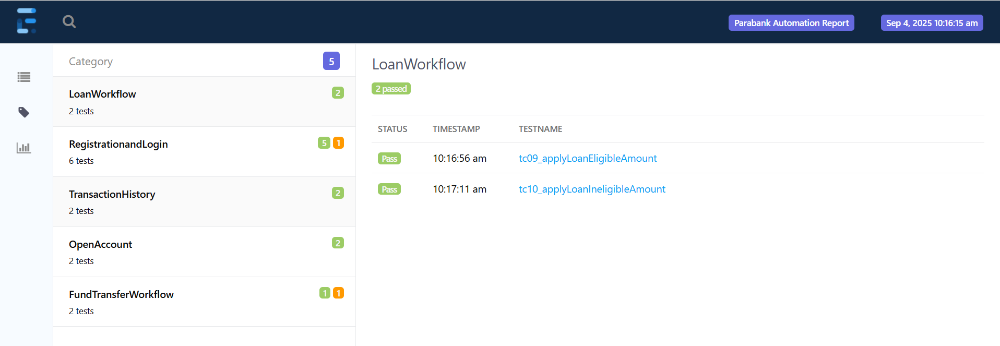 Parabank Automation Report
Sep 4, 2025 10:16:15 am
Category 5
LoanWorkflow 2
2 tests
RegistrationandLogin 5 1
6 tests
TransactionHistory 2
2 tests
OpenAccount 2
2 tests
FundTransferWorkflow 1 1
2 tests
LoanWorkflow
2 passed
STATUS TIMESTAMP TESTNAME
Pass 10:16:56 am tc09_applyLoanEligibleAmount
Pass 10:17:11 am tc10_applyLoanIneligibleAmount